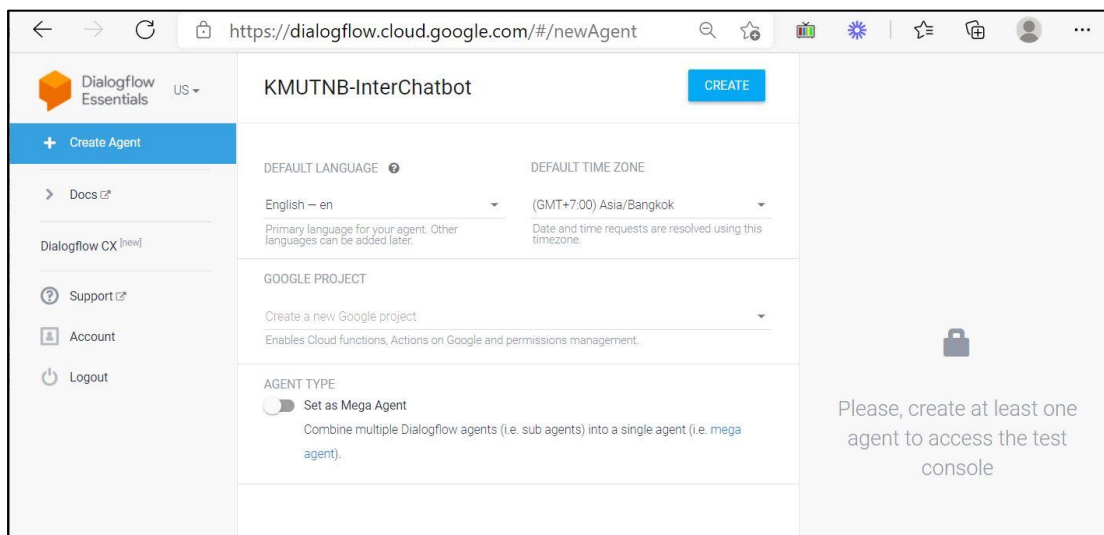 https://dialogflow.cloud.google.com/#/newAgent
Dialogflow
Essentials
US
Create Agent
Docs
Dialogflow CX [new]
Support
Account
Logout
KMUTNB-InterChatbot
CREATE
DEFAULT LANGUAGE
DEFAULT TIME ZONE
English — en
(GMT+7:00) Asia/Bangkok
Primary language for your agent. Other
languages can be added later.
Date and time requests are resolved using this
timezone.
GOOGLE PROJECT
Create a new Google project
Enables Cloud functions, Actions on Google and permissions management.
AGENT TYPE
Set as Mega Agent
Combine multiple Dialogflow agents (i.e. sub agents) into a single agent (i.e. mega
agent).
Please, create at least one
agent to access the test
console